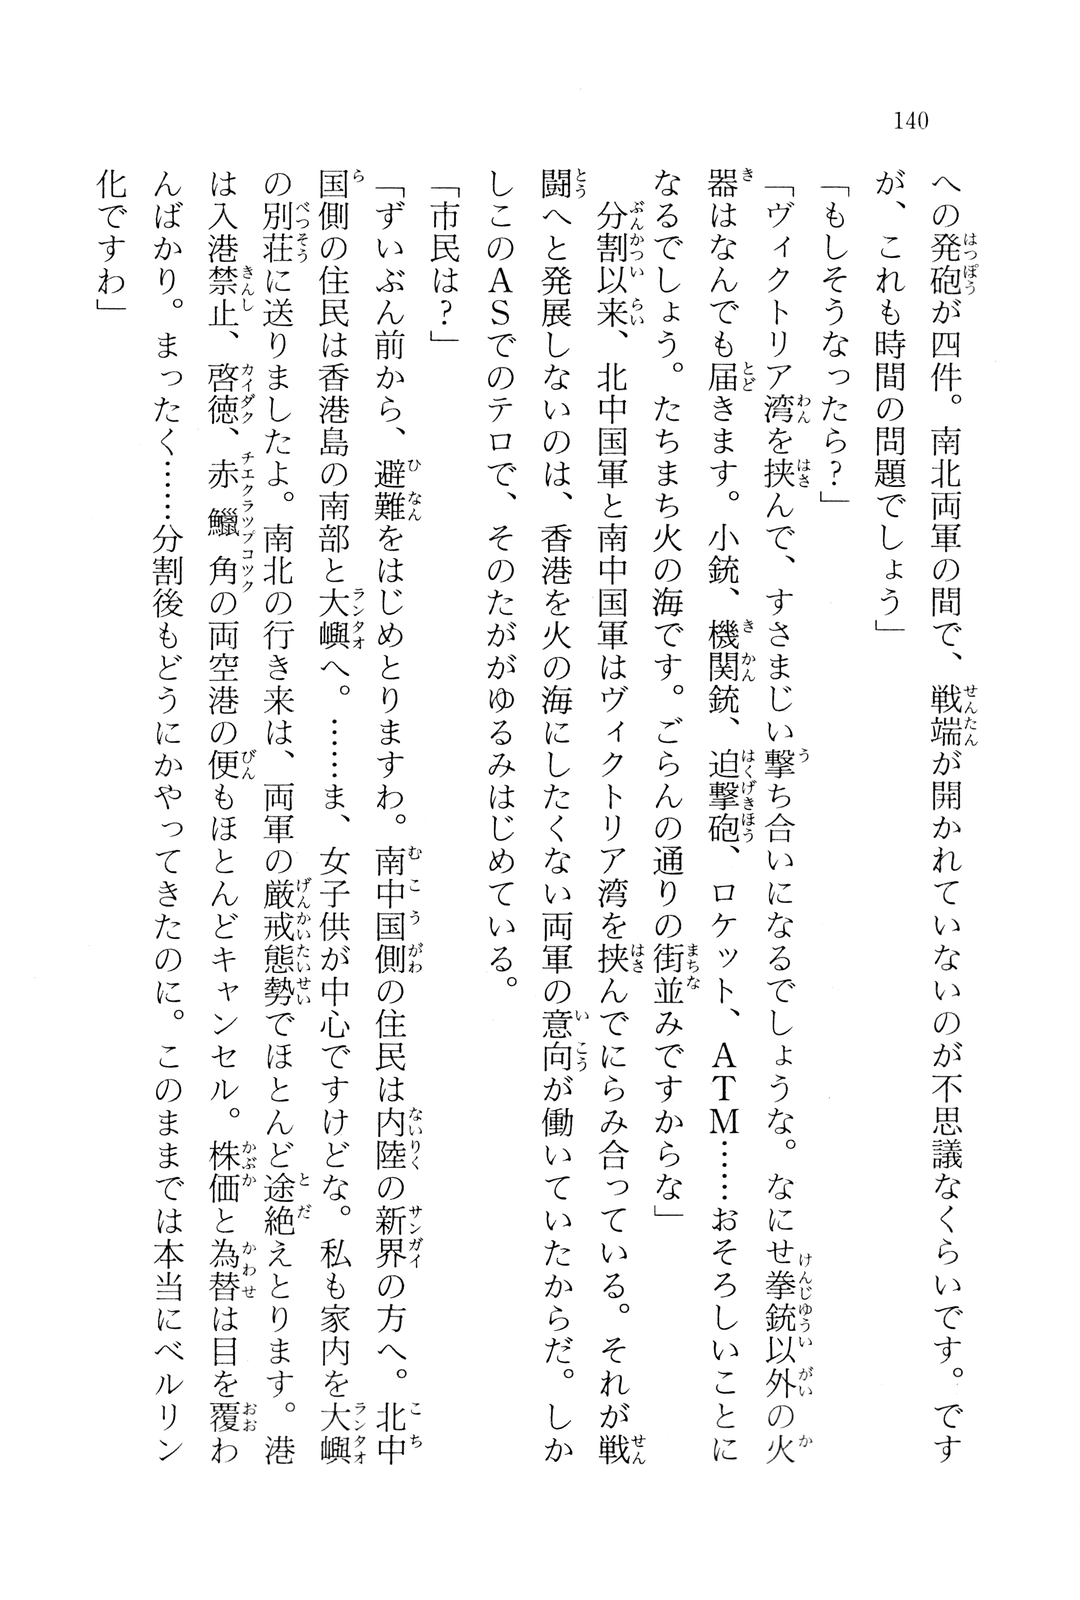 140
への発砲が四件。南北両軍の間で、戦端が開かれていないのが不思議なくらいです。です
が、これも時間の問題でしょう」
「もしそうなったら?」
「ヴィクトリア湾を挟んで、すさまじい撃ち合いになるでしょうな。なにせ拳銃以外の火
器はなんでも届きます。小銃、機関銃、迫撃砲、ロケット、ATM……おそろしいことに
なるでしょう。たちまち火の海です。ごらんの通りの街並みですからな」
分割以来、北中国軍と南中国軍はヴィクトリア湾を挟んでにらみ合っている。それが戦
闘へと発展しないのは、香港を火の海にしたくない両軍の意向が働いていたからだ。しか
しこのASでのテロで、そのたががゆるみはじめている。
「市民は?」
「ずいぶん前から、避難をはじめとりますわ。南中国側の住民は内陸の新界の方へ。北中
国側の住民は香港島の南部と大嶼へ。……ま、女子供が中心ですけどな。私も家内を大嶼
の別荘に送りましたよ。南北の行き来は、両軍の厳戒態勢でほとんど途絶えとります。港
は入港禁止、啓徳、赤鱲角の両空港の便もほとんどキャンセル。株価と為替は目を覆わ
んばかり。まったく……分割後もどうにかやってきたのに。このままでは本当にベルリン
化ですわ」